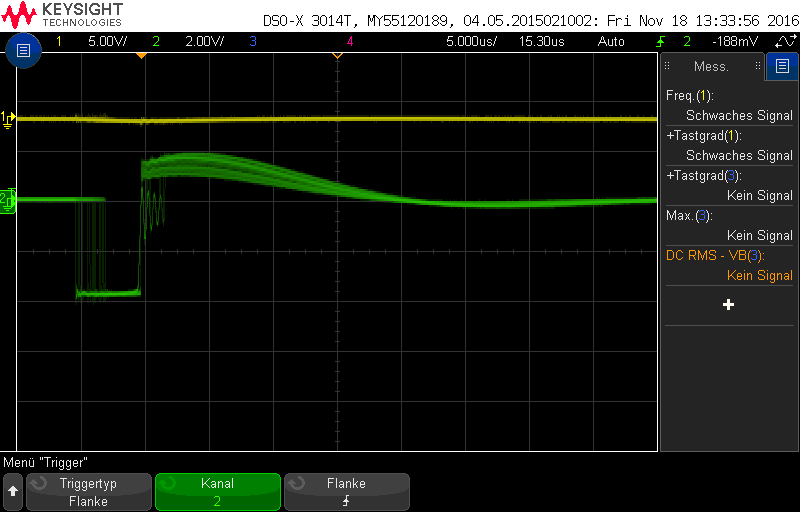 KEYSIGHT
TECHNOLOGIES
DSO-X 3014T, MY55120189, 04.05.2015021002: Fri Nov 18 13:33:56 2016
1 5.00V/ 2 2.00V/ 3 4 5.000us/ 15.30us Auto 2 -188mV
Mess.
Freq.(1):
Schwaches Signal
+Tastgrad(1):
Schwaches Signal
+Tastgrad(3):
Kein Signal
Max.(3):
Kein Signal
DC RMS - VB(3):
Kein Signal
1
2
Menü "Trigger"
Triggertyp
Flanke
Kanal
2
Flanke